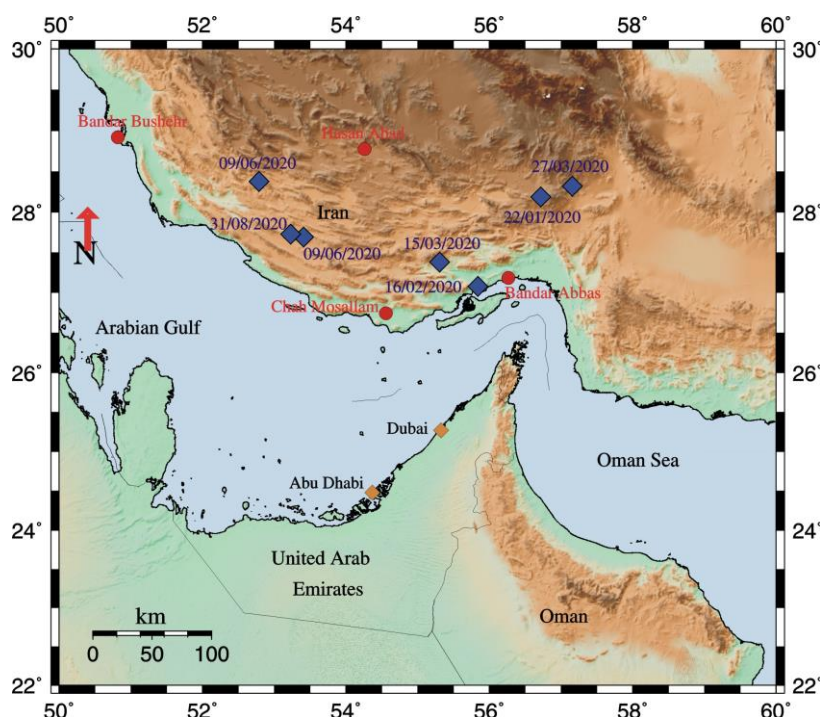 50˚ 52˚ 54˚ 56˚ 58˚ 60˚
30˚ 30˚
Bandar Bushehr
Hasan Abad
09/06/2020
27/03/2020
28˚ 28˚
Iran
22/01/2020
31/08/2020
09/06/2020
15/03/2020
N
16/02/2020
Bandar Abbas
Chah Mosallam
Arabian Gulf
26˚ 26˚
Dubai
Oman Sea
Abu Dhabi
24˚ 24˚
United Arab
Emirates
Oman
km
0 50 100
22˚ 22˚
50˚ 52˚ 54˚ 56˚ 58˚ 60˚